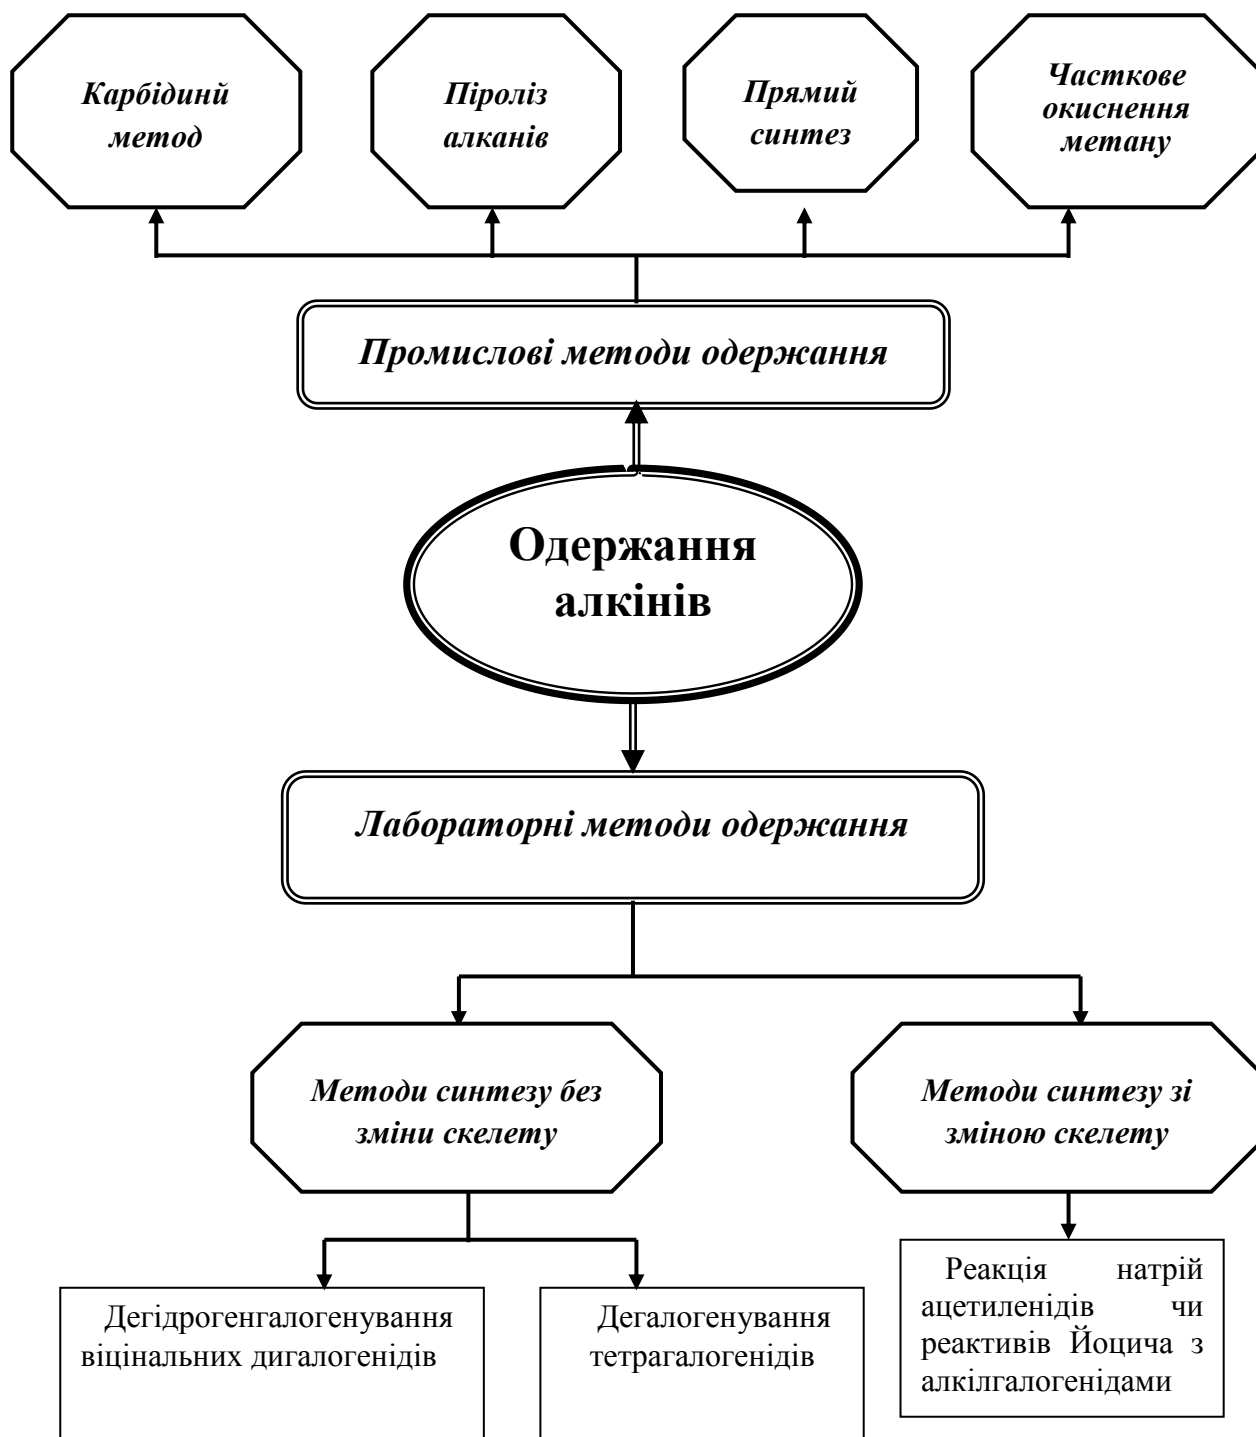 Карбідинй
метод
Піроліз
алканів
Прямий
синтез
Часткове
окиснення
метану
Промислові методи одержання
Одержання
алкінів
Лабораторні методи одержання
Методи синтезу без
зміни скелету
Методи синтезу зі
зміною скелету
Дегідрогенгалогенування
віцінальних дигалогенідів
Дегалогенування
тетрагалогенідів
Реакція натрій
ацетиленідів чи
реактивів Йоцича з
алкілгалогенідами